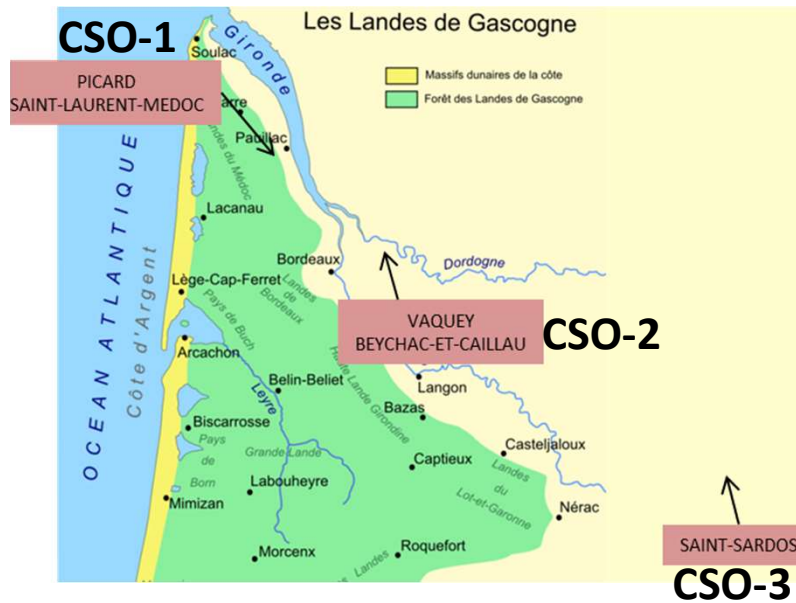 CSO-1
Les Landes de Gascogne
Soulac
Gironde
PICARD
SAINT-LAURENT-MEDOC
Massifs dunaires de la côte
Forêt des Landes de Gascogne
Pauillac
Landes du Médoc
OCEAN ATLANTIQUE
Côte d'Argent
Lacanau
Bordeaux
Dordogne
Lège-Cap-Ferret
Landes
de
Bordeaux
Pays de Buch
VAQUEY
BEYCHAC-ET-CAILLAU
CSO-2
Arcachon
Haute Lande Girondine
Langon
Belin-Beliet
Leyre
Bazas
Biscarrosse
Pays
de
Born
Grande Lande
Casteljaloux
Captieux
Landes
du
Lot-et-Garonne
Labouheyre
Mimizan
Nérac
Morcenx
Landes
Roquefort
SAINT-SARDOS
CSO-3